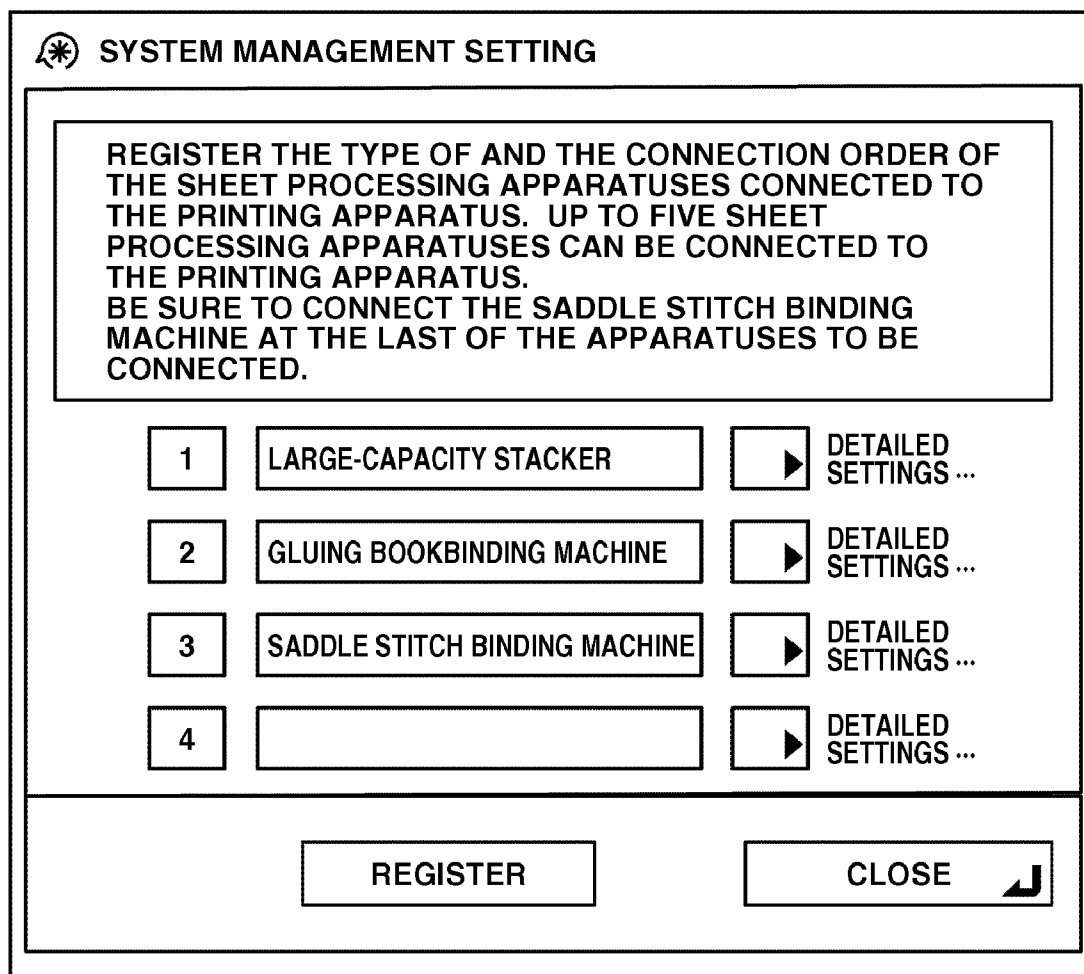 SYSTEM MANAGEMENT SETTING
REGISTER THE TYPE OF AND THE CONNECTION ORDER OF
THE SHEET PROCESSING APPARATUSES CONNECTED TO
THE PRINTING APPARATUS.  UP TO FIVE SHEET
PROCESSING APPARATUSES CAN BE CONNECTED TO
THE PRINTING APPARATUS.
BE SURE TO CONNECT THE SADDLE STITCH BINDING
MACHINE AT THE LAST OF THE APPARATUSES TO BE
CONNECTED.
1 LARGE-CAPACITY STACKER DETAILED
SETTINGS ...
2 GLUING BOOKBINDING MACHINE DETAILED
SETTINGS ...
3 SADDLE STITCH BINDING MACHINE DETAILED
SETTINGS ...
4 DETAILED
SETTINGS ...
REGISTER CLOSE